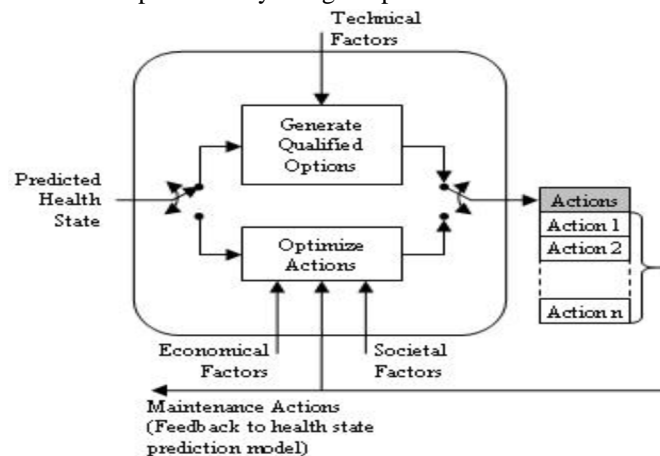 Technical
Factors
Generate
Qualified
Options
Predicted
Health
State
Actions
Action 1
Action 2
Action n
Optimize
Actions
Economical
Factors
Societal
Factors
Maintenance Actions
(Feedback to health state
prediction model)